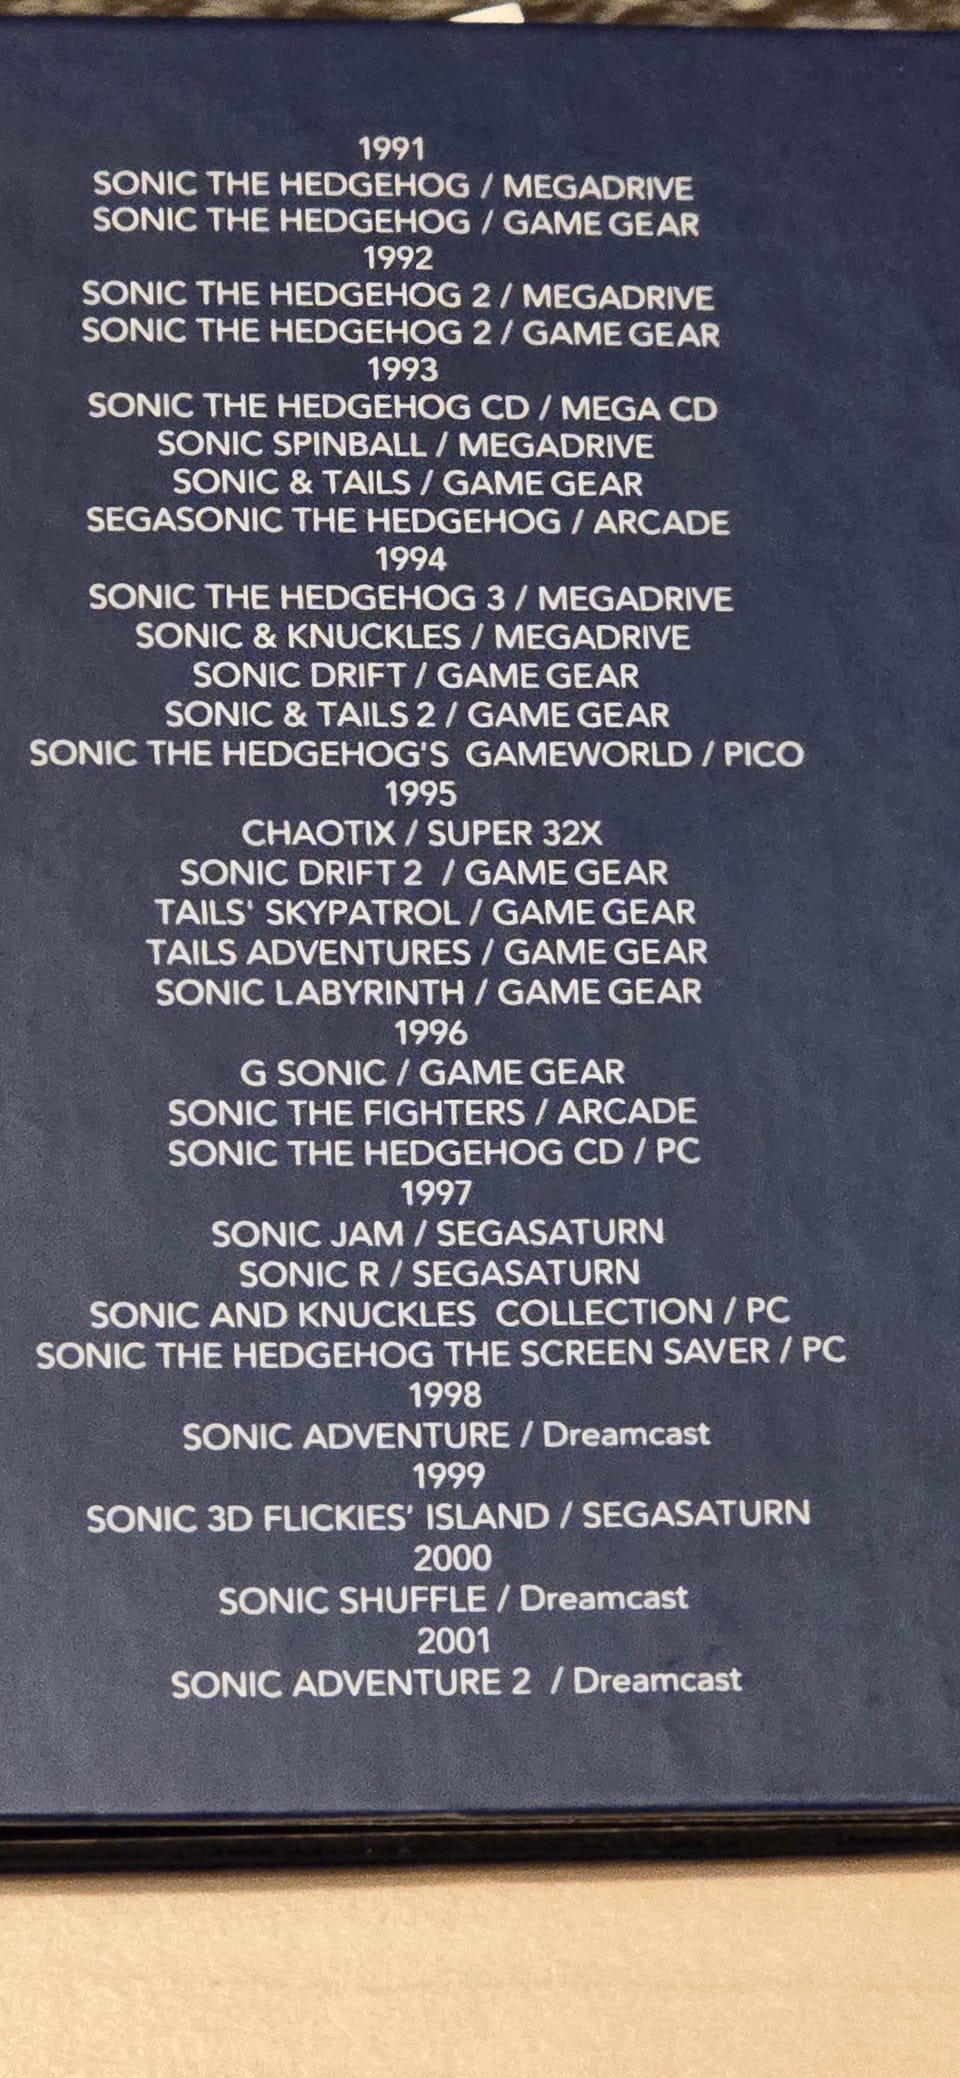 1991
SONIC THE HEDGEHOG / MEGADRIVE
SONIC THE HEDGEHOG / GAME GEAR
1992
SONIC THE HEDGEHOG 2 / MEGADRIVE
SONIC THE HEDGEHOG 2 / GAME GEAR
1993
SONIC THE HEDGEHOG CD / MEGA CD
SONIC SPINBALL / MEGADRIVE
SONIC & TAILS / GAME GEAR
SEGASONIC THE HEDGEHOG / ARCADE
1994
SONIC THE HEDGEHOG 3 / MEGADRIVE
SONIC & KNUCKLES / MEGADRIVE
SONIC DRIFT / GAME GEAR
SONIC & TAILS 2 / GAME GEAR
SONIC THE HEDGEHOG'S GAMEWORLD / PICO
1995
CHAOTIX / SUPER 32X
SONIC DRIFT 2 / GAME GEAR
TAILS' SKYPATROL / GAME GEAR
TAILS ADVENTURES / GAME GEAR
SONIC LABYRINTH / GAME GEAR
1996
G SONIC / GAME GEAR
SONIC THE FIGHTERS / ARCADE
SONIC THE HEDGEHOG CD / PC
1997
SONIC JAM / SEGASATURN
SONIC R / SEGASATURN
SONIC AND KNUCKLES COLLECTION / PC
SONIC THE HEDGEHOG THE SCREEN SAVER / PC
1998
SONIC ADVENTURE / Dreamcast
1999
SONIC 3D FLICKIES' ISLAND / SEGASATURN
2000
SONIC SHUFFLE / Dreamcast
2001
SONIC ADVENTURE 2 / Dreamcast